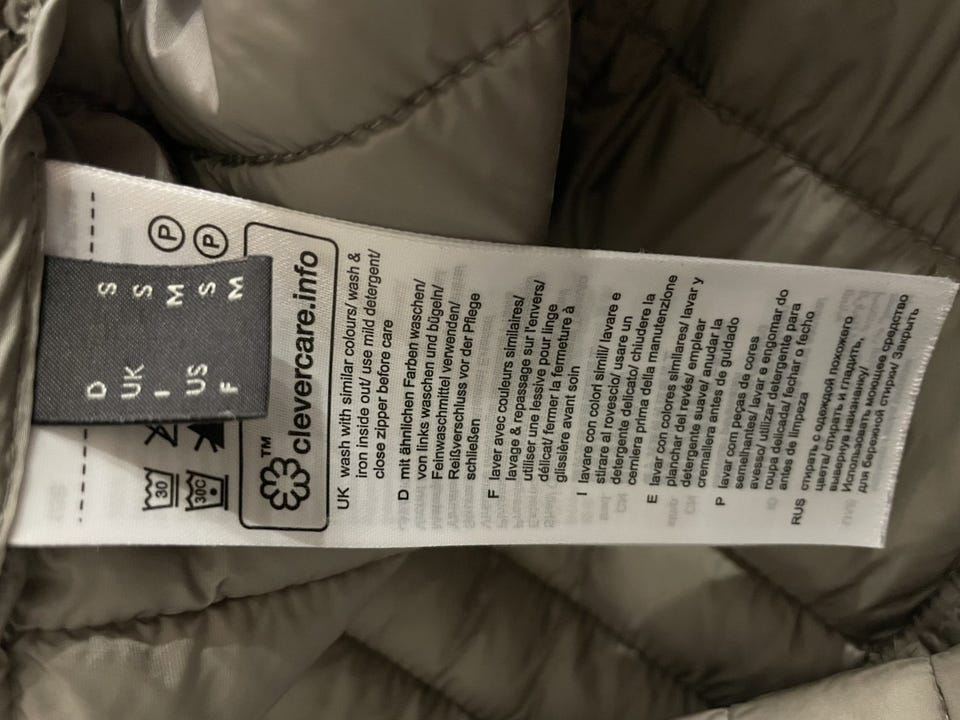 D S
UK S
I M
US S
F M
P
P
30
30C
™
clevercare.info
UK wash with similar colours/ wash &
iron inside out/ use mild detergent/
close zipper before care
D mit ähnlichen Farben waschen/
von links waschen und bügeln/
Feinwaschmittel verwenden/
Reißverschluss vor der Pflege
schließen
F laver avec couleurs similaires/
lavage & repassage sur l'envers/
utiliser une lessive pour linge
délicat/ fermer la fermeture à
glissière avant soin
I lavare con colori simili/ lavare e
stirare al rovescio/ usare un
detergente delicato/ chiudere la
cerniera prima della manutenzione
E lavar con colores similares/ lavar y
planchar del revés/ emplear
detergente suave/ anudar la
cremallera antes de guidado
P lavar com peças de cores
semelhantes/ lavar e engomar do
avesso/ utilizar detergente para
roupa delicada/ fechar o fecho
antes de limpeza
RUS стирать с одеждой похожего
цвета/ стирать и гладить,
вывернув наизнанку/
Использовать моющее средство
для бережной стирки/ Закрыть